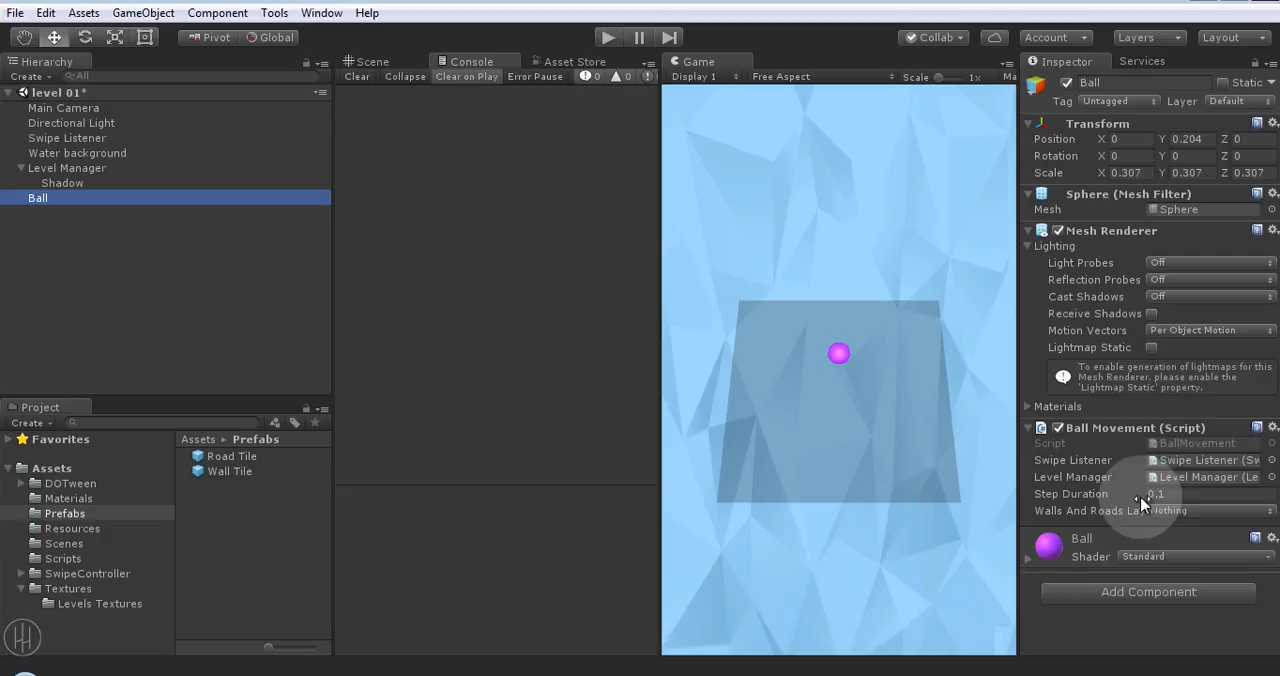 File Edit Assets GameObject Component Tools Window Help
Pivot Global Collab Account Layers Layout
Hierarchy
Create All
level 01*
Main Camera
Directional Light
Swipe Listener
Water background
Level Manager
Shadow
Ball
Project
Create
Favorites
Assets
DOTween
Materials
Prefabs
Resources
Scenes
Scripts
SwipeController
Textures
Levels Textures
Assets Prefabs
Road Tile
Wall Tile
Scene Console Asset Store
Clear Collapse Clear on Play Error Pause 0 0
Game
Display 1 Free Aspect Scale 1x Ma
Inspector Services
Ball Static
Tag Untagged Layer Default
Transform
Position X 0 Y 0.204 Z 0
Rotation X 0 Y 0 Z 0
Scale X 0.307 Y 0.307 Z 0.307
Sphere (Mesh Filter)
Mesh Sphere
Mesh Renderer
Lighting
Light Probes Off
Reflection Probes Off
Cast Shadows Off
Receive Shadows
Motion Vectors Per Object Motion
Lightmap Static
To enable generation of lightmaps for this
Mesh Renderer, please enable the
'Lightmap Static' property.
Materials
Ball Movement (Script)
Script BallMovement
Swipe Listener Swipe Listener (Sw
Level Manager Level Manager (Le
Step Duration 0.1
Walls And Roads La Nothing
Ball
Shader Standard
Add Component